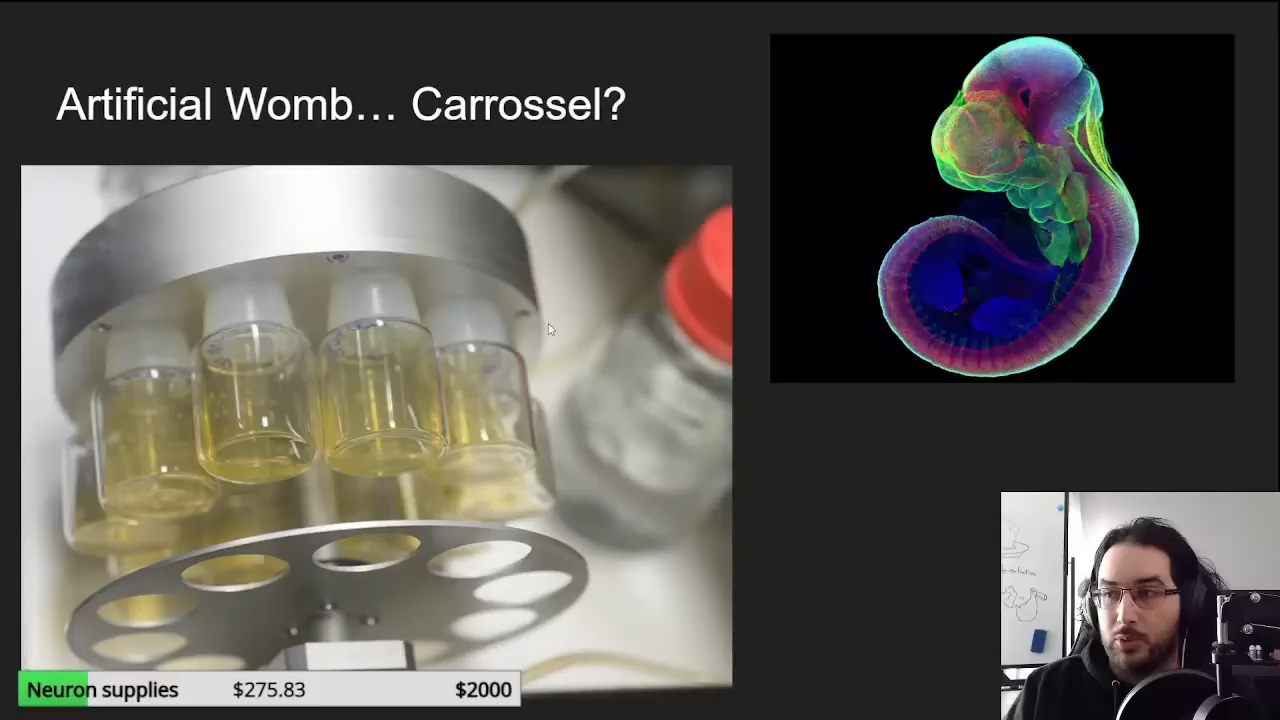 Artificial Womb... Carrossel?
Neuron supplies $275.83 $2000